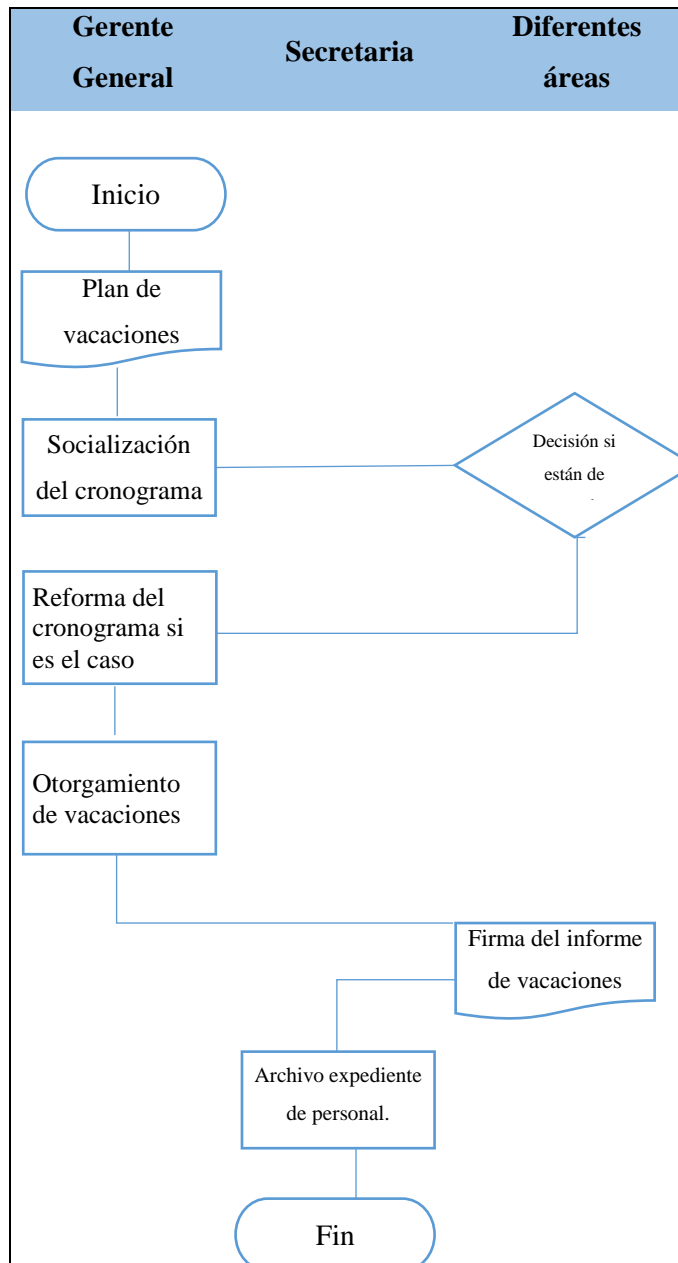 Gerente
General
Secretaria
Diferentes
áreas
Inicio
Plan de
vacaciones
Socialización
del cronograma
Decisión si
están de
Reforma del
cronograma si
es el caso
Otorgamiento
de vacaciones
Firma del informe
de vacaciones
Archivo expediente
de personal.
Fin